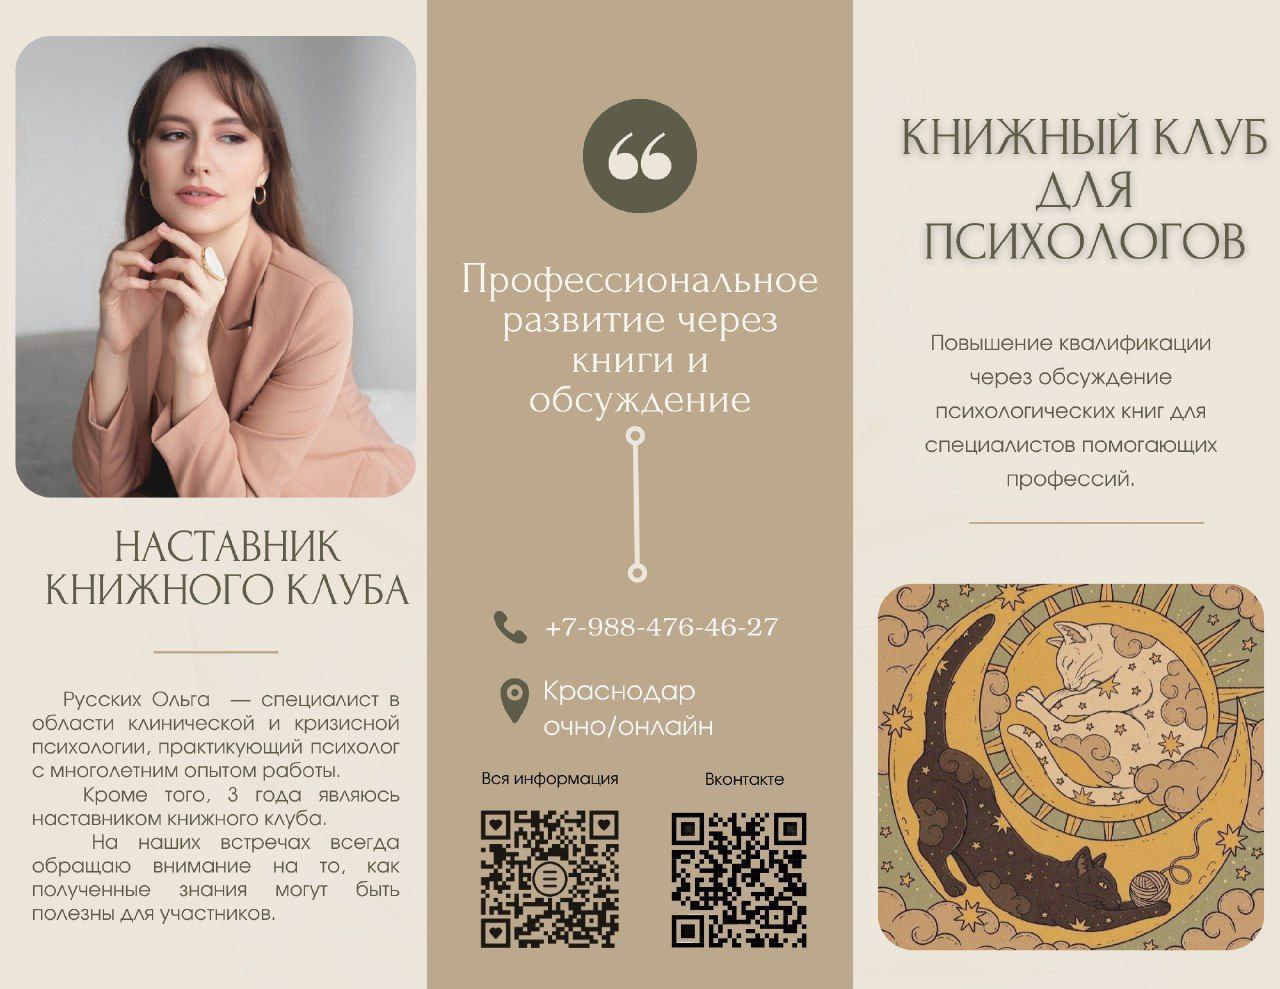 НАСТАВНИК
КНИЖНОГО КЛУБА
Русских Ольга — специалист в
области клинической и кризисной
психологии, практикующий психолог
с многолетним опытом работы.
Кроме того, 3 года являюсь
наставником книжного клуба.
На наших встречах всегда
обращаю внимание на то, как
полученные знания могут быть
полезны для участников.
“
Профессиональное
развитие через
книги и
обсуждение
+7-988-476-46-27
Краснодар
очно/онлайн
Вся информация
Вконтакте
КНИЖНЫЙ КЛУБ
ДЛЯ
ПСИХОЛОГОВ
Повышение квалификации
через обсуждение
психологических книг для
специалистов помогающих
профессий.